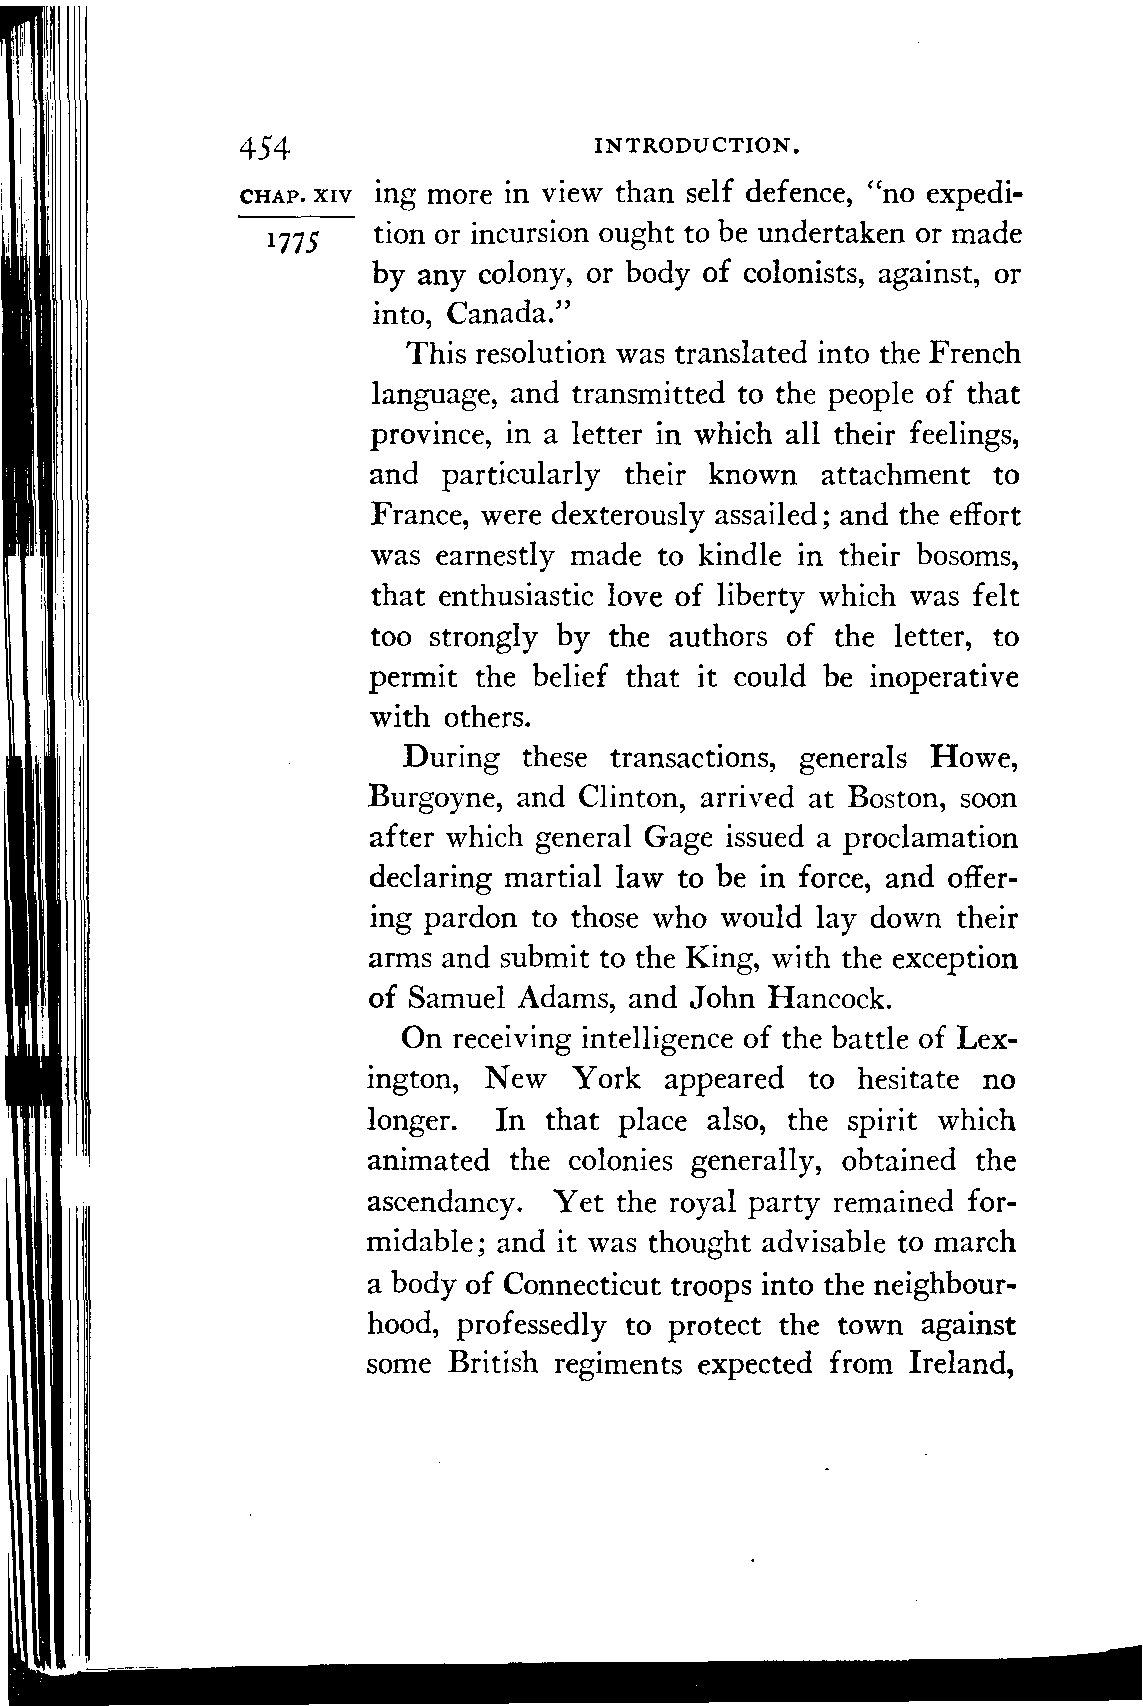 454 INTRODUCTION.
CHAP. XIV ing more in view than self defence, “no expedi-
1775 tion or incursion ought to be undertaken or made
by any colony, or body of colonists, against, or
into, Canada.”
This resolution was translated into the French
language, and transmitted to the people of that
province, in a letter in which all their feelings,
and particularly their known attachment to
France, were dexterously assailed; and the effort
was earnestly made to kindle in their bosoms,
that enthusiastic love of liberty which was felt
too strongly by the authors of the letter, to
permit the belief that it could be inoperative
with others.
During these transactions, generals Howe,
Burgoyne, and Clinton, arrived at Boston, soon
after which general Gage issued a proclamation
declaring martial law to be in force, and offer-
ing pardon to those who would lay down their
arms and submit to the King, with the exception
of Samuel Adams, and John Hancock.
On receiving intelligence of the battle of Lex-
ington, New York appeared to hesitate no
longer. In that place also, the spirit which
animated the colonies generally, obtained the
ascendancy. Yet the royal party remained for-
midable; and it was thought advisable to march
a body of Connecticut troops into the neighbour-
hood, professedly to protect the town against
some British regiments expected from Ireland,